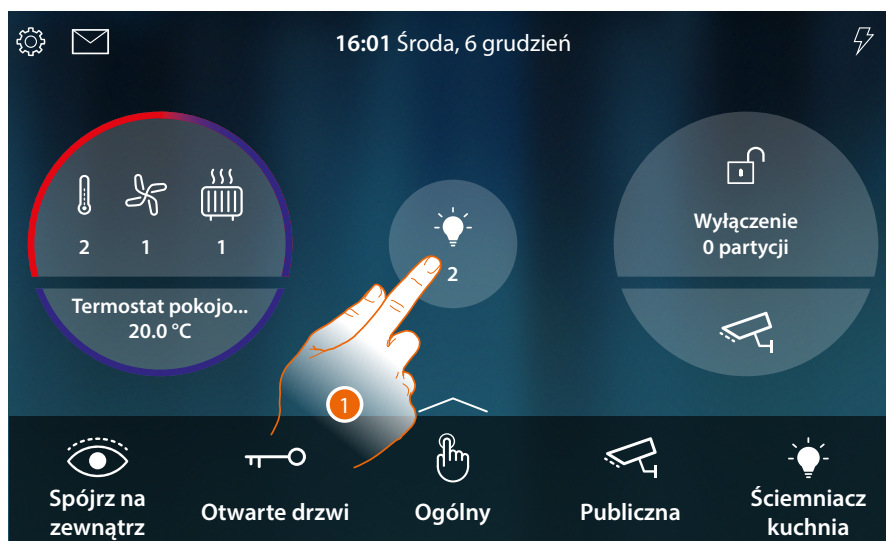 16:01 Środa, 6 grudzień
2 1 1
Termostat pokojo...
20.0 °C
2
Wyłączenie
0 partycji
1
Spójrz na
zewnątrz
Otwarte drzwi
Ogólny
Publiczna
Ściemniacz
kuchnia